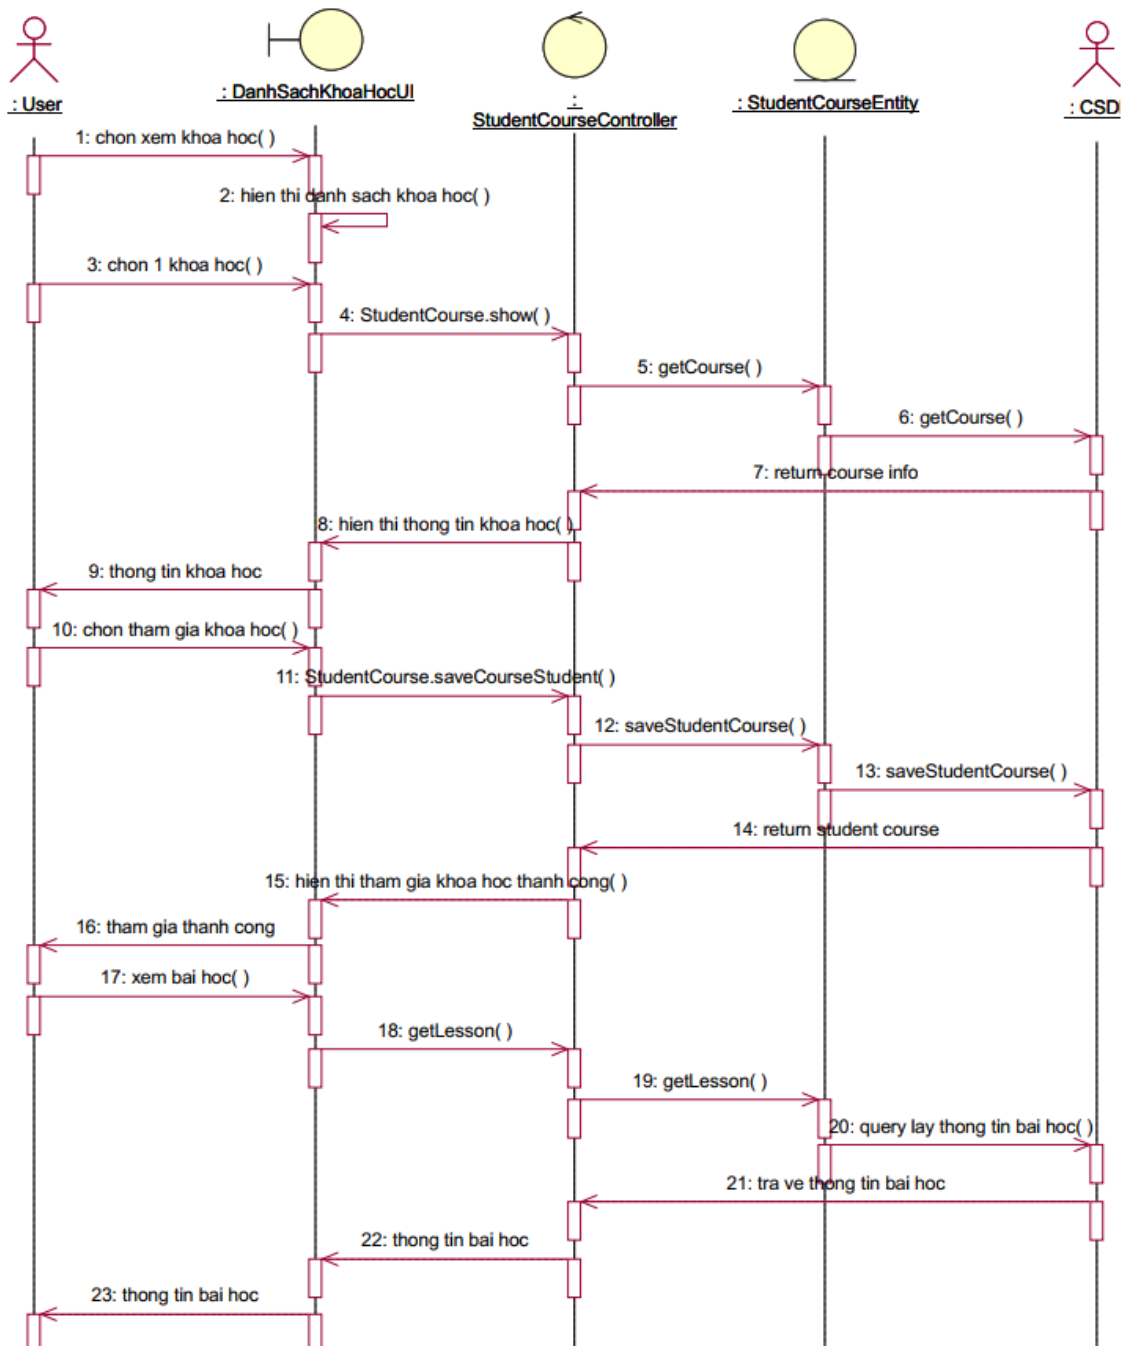 : User
: DanhSachKhoaHocUI
:
StudentCourseController
: StudentCourseEntity
: CSDl
1: chon xem khoa hoc( )
2: hien thi danh sach khoa hoc( )
3: chon 1 khoa hoc( )
4: StudentCourse.show( )
5: getCourse( )
6: getCourse( )
7: return course info
8: hien thi thong tin khoa hoc( )
9: thong tin khoa hoc
10: chon tham gia khoa hoc( )
11: StudentCourse.saveCourseStudent( )
12: saveStudentCourse( )
13: saveStudentCourse( )
14: return student course
15: hien thi tham gia khoa hoc thanh cong( )
16: tham gia thanh cong
17: xem bai hoc( )
18: getLesson( )
19: getLesson( )
20: query lay thong tin bai hoc( )
21: tra ve thong tin bai hoc
22: thong tin bai hoc
23: thong tin bai hoc